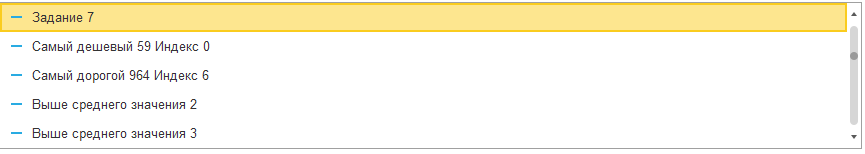 Задание 7
Самый дешевый 59 Индекс 0
Самый дорогой 964 Индекс 6
Выше среднего значения 2
Выше среднего значения 3